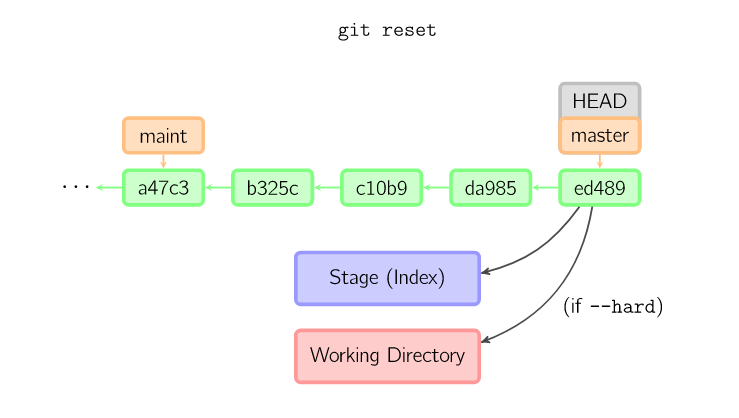 git reset
HEAD
maint
master
... a47c3 b325c c10b9 da985 ed489
Stage (Index)
(if --hard)
Working Directory